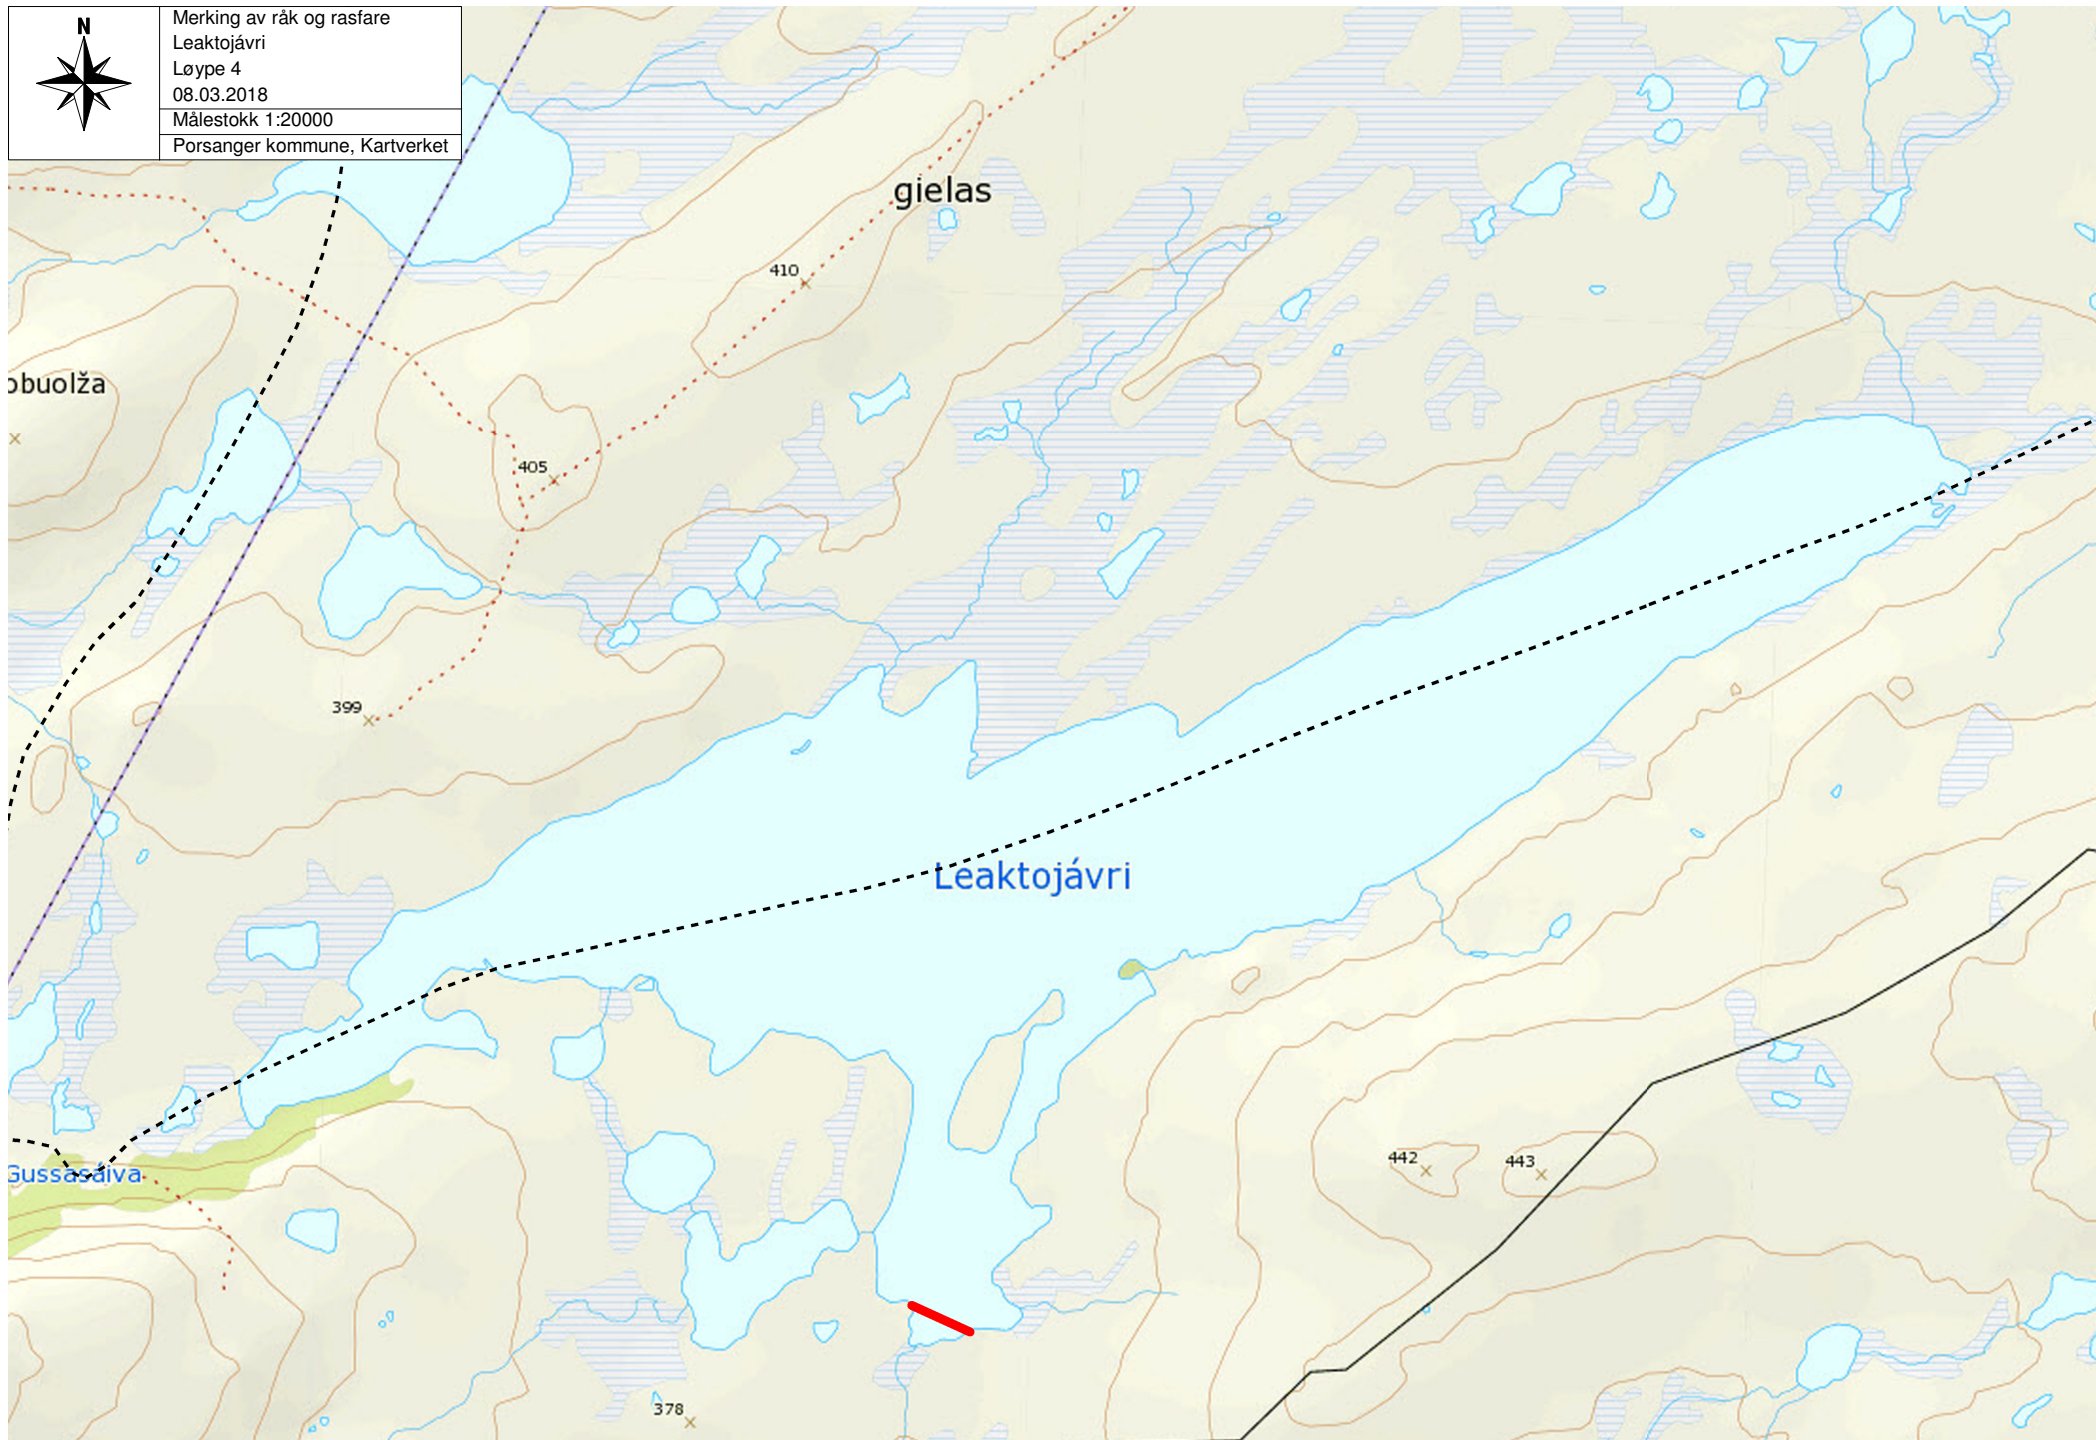 N
Merking av råk og rasfare
Leaktojávri
Løype 4
08.03.2018
Målestokk 1:20000
Porsanger kommune, Kartverket
gielas
410
obuolža
405
399
Leaktojávri
442
443
Gussasáiva
378